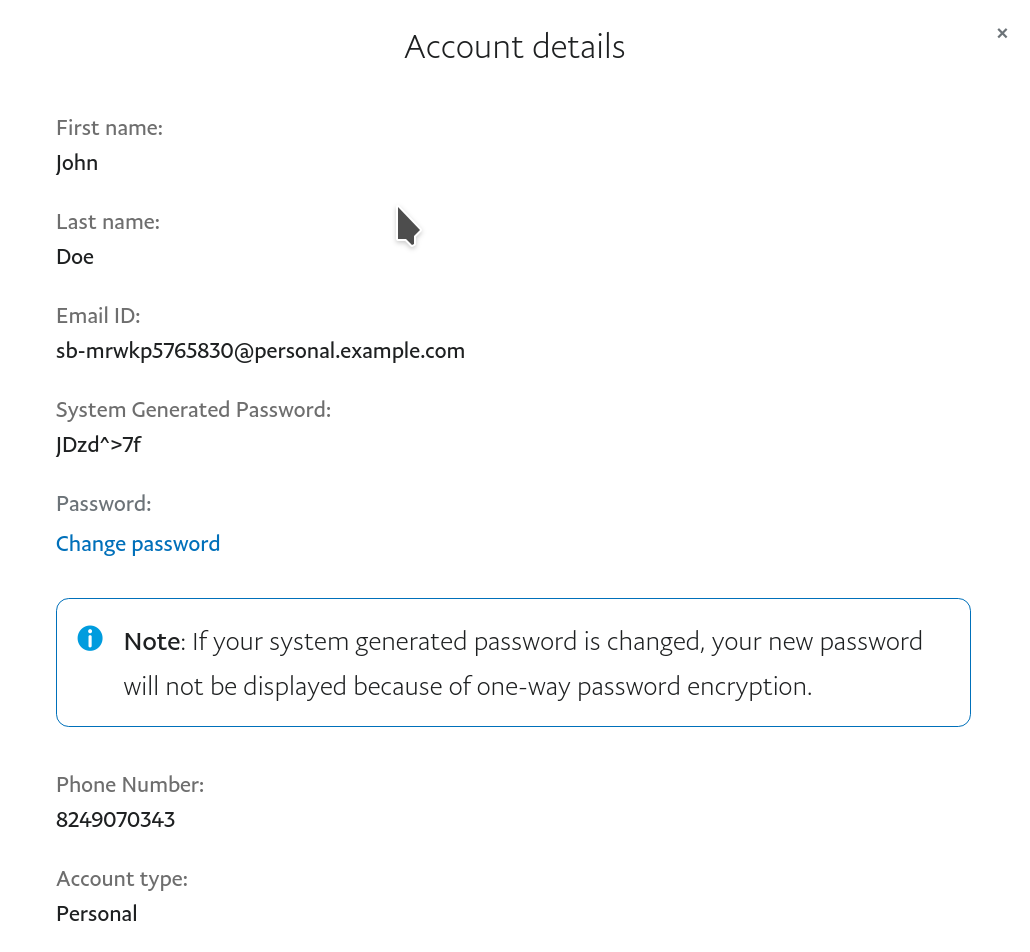 Account details
×
First name:
John
Last name:
Doe
Email ID:
sb-mrwkp5765830@personal.example.com
System Generated Password:
JDzd^>7f
Password:
Change password
Note: If your system generated password is changed, your new password
will not be displayed because of one-way password encryption.
Phone Number:
8249070343
Account type:
Personal